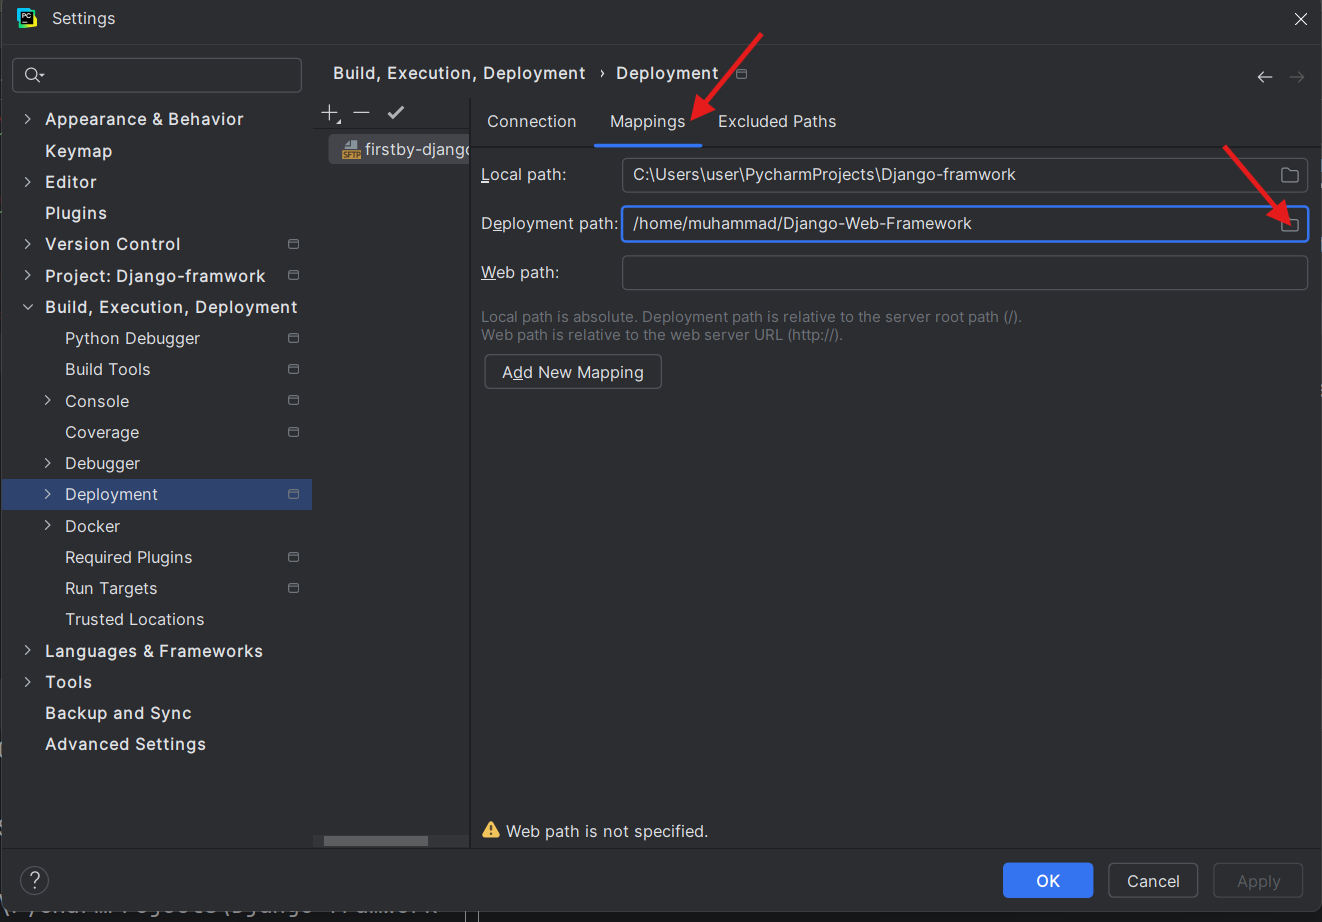 PC
Settings
Build, Execution, Deployment › Deployment
Appearance & Behavior
Keymap
Editor
Plugins
Version Control
Project: Django-framwork
Build, Execution, Deployment
Python Debugger
Build Tools
Console
Coverage
Debugger
Deployment
Docker
Required Plugins
Run Targets
Trusted Locations
Languages & Frameworks
Tools
Backup and Sync
Advanced Settings
SFTP firstby-django
Connection Mappings Excluded Paths
Local path: C:\Users\user\PycharmProjects\Django-framwork
Deployment path: /home/muhammad/Django-Web-Framework
Web path:
Local path is absolute. Deployment path is relative to the server root path (/).
Web path is relative to the web server URL (http://).
Add New Mapping
Web path is not specified.
? OK Cancel Apply